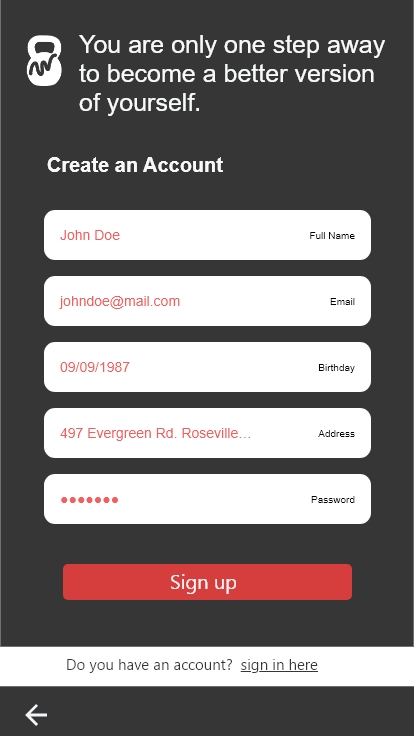 You are only one step away
to become a better version
of yourself.
Create an Account
John Doe Full Name
johndoe@mail.com Email
09/09/1987 Birthday
497 Evergreen Rd. Roseville... Address
●●●●●●● Password
Sign up
Do you have an account? sign in here